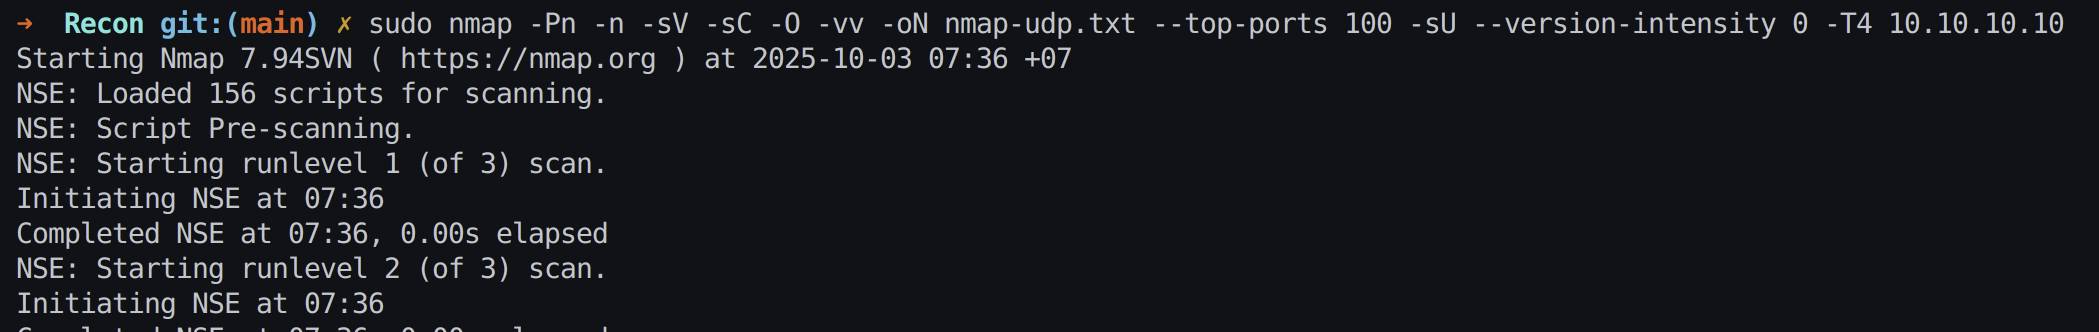 ➜  Recon git:(main) ✗ sudo nmap -Pn -n -sV -sC -O -vv -oN nmap-udp.txt --top-ports 100 -sU --version-intensity 0 -T4 10.10.10.10
Starting Nmap 7.94SVN ( https://nmap.org ) at 2025-10-03 07:36 +07
NSE: Loaded 156 scripts for scanning.
NSE: Script Pre-scanning.
NSE: Starting runlevel 1 (of 3) scan.
Initiating NSE at 07:36
Completed NSE at 07:36, 0.00s elapsed
NSE: Starting runlevel 2 (of 3) scan.
Initiating NSE at 07:36